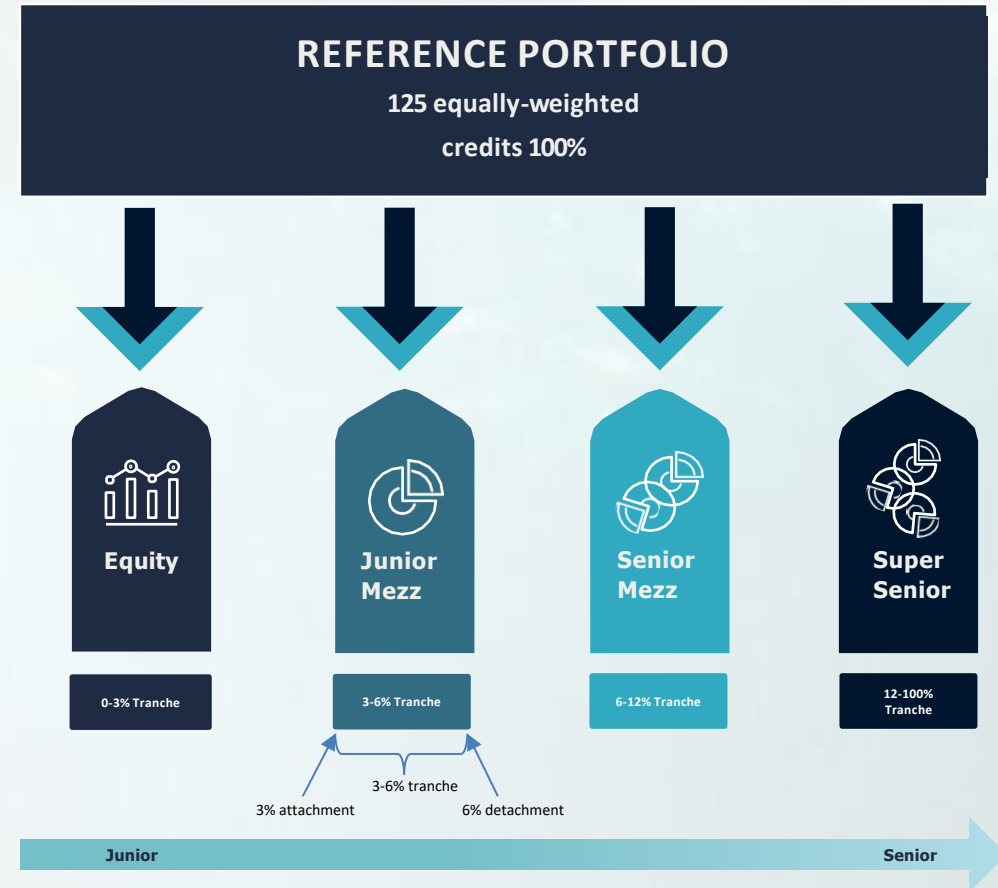 REFERENCE PORTFOLIO
125 equally-weighted
credits 100%
Equity
Junior
Mezz
Senior
Mezz
Super
Senior
0-3% Tranche
3-6% Tranche
6-12% Tranche
12-100%
Tranche
3-6% tranche
3% attachment
6% detachment
Junior
Senior